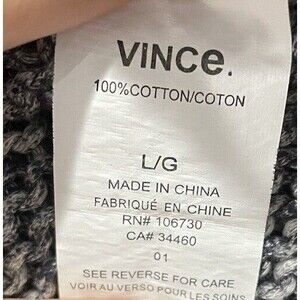 VINCe.
100%COTTON/COTON
L/G
MADE IN CHINA
FABRIQUÉ EN CHINE
RN# 106730
CA# 34460
01
SEE REVERSE FOR CARE
VOIR AU VERSO POUR LES SOINS